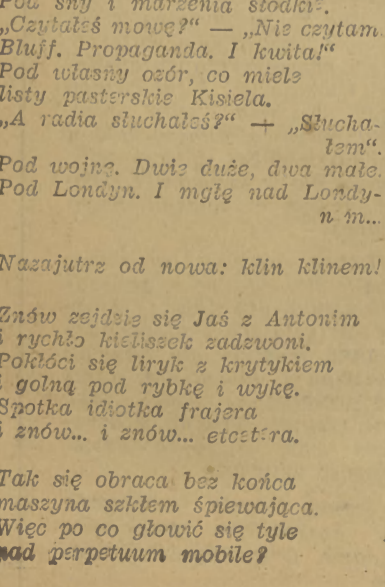 Pod sny i marzenia słodkie.
„Czytałeś mowę?“ — „Nie czytam.
Bluff. Propaganda. I kwita!“
Pod własny ozór, co miele
listy pasterskie Kisiela.
„A radia słuchałeś?“ — „Słucha-
łem“.
Pod wojnę. Dwie duże, dwa małe.
Pod Londyn. I mgłę nad Londy-
n m...
Nazajutrz od nowa: klin klinem!
Znów zejdzie się Jaś z Antonim
i rychło kieliszek zadzwoni.
Pokłóci się liryk z krytykiem
i golną pod rybkę i wykę.
Spotka idiotka frajera
i znów... i znów... etcetera.
Tak się obraca bez końca
maszyna szkłem śpiewająca.
Więc po co głowić się tyle
nad perpetuum mobile?